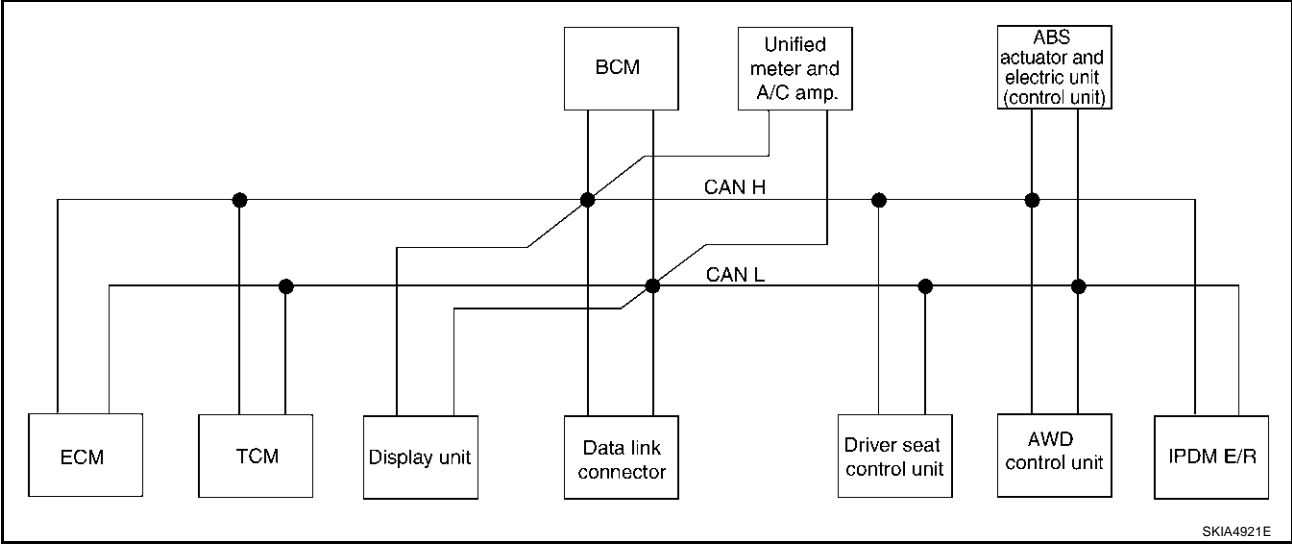 BCM
Unified
meter and
A/C amp.
ABS
actuator and
electric unit
(control unit)
CAN H
CAN L
ECM
TCM
Display unit
Data link
connector
Driver seat
control unit
AWD
control unit
IPDM E/R
SKIA4921E